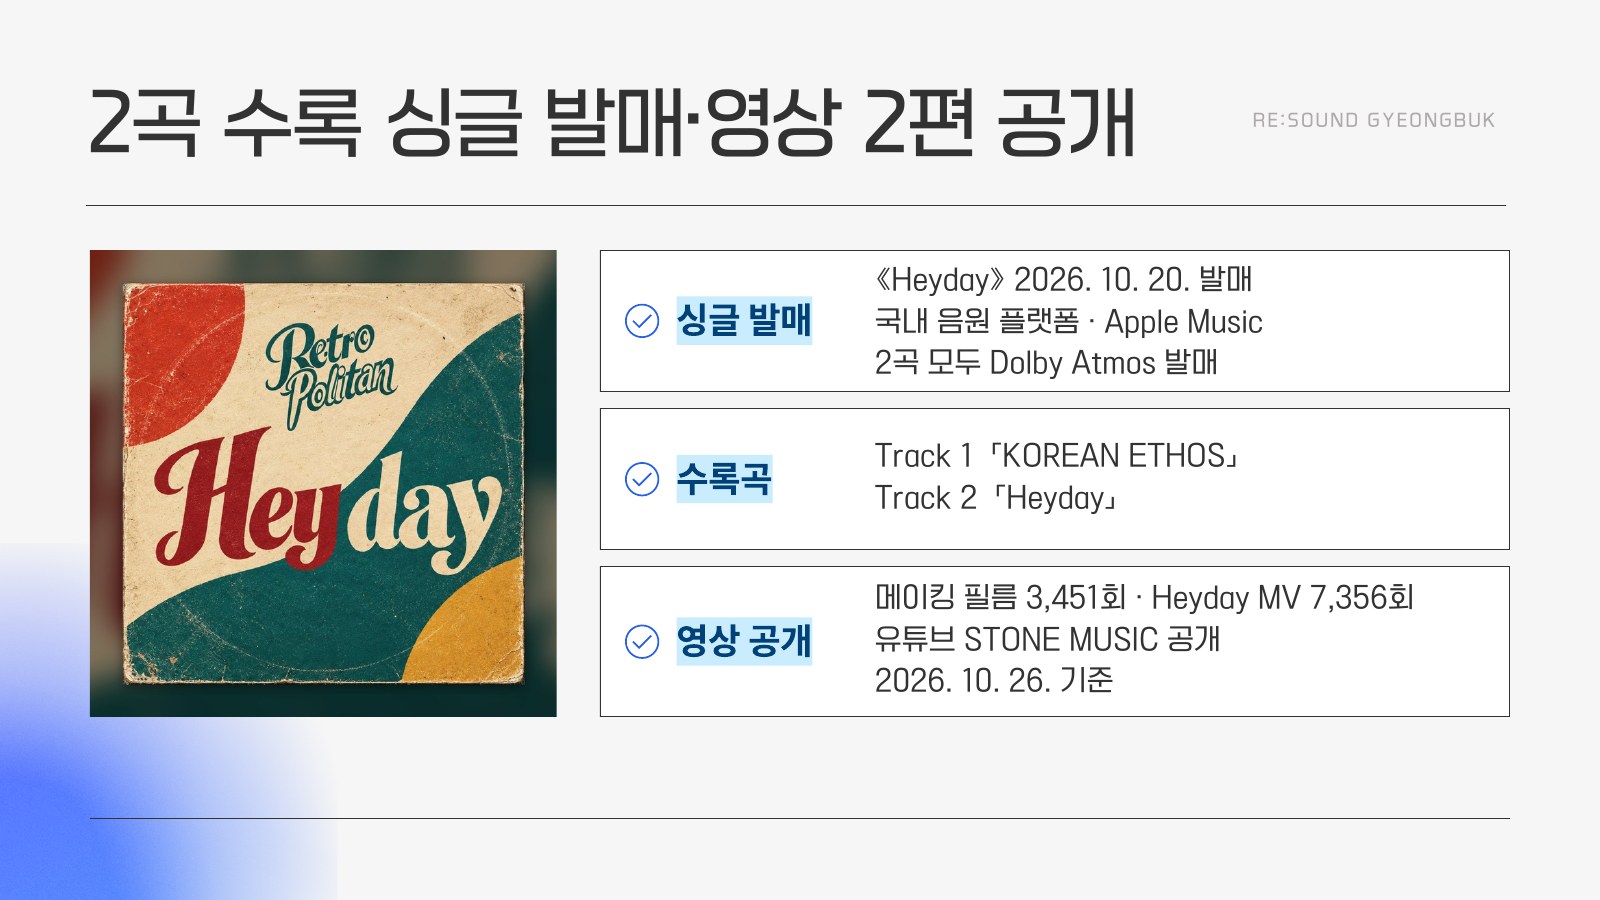 2곡 수록 싱글 발매·영상 2편 공개
RE:SOUND GYEONGBUK
Retro
Politan
Heyday
싱글 발매
《Heyday》 2026. 10. 20. 발매
국내 음원 플랫폼 · Apple Music
2곡 모두 Dolby Atmos 발매
수록곡
Track 1 「KOREAN ETHOS」
Track 2 「Heyday」
영상 공개
메이킹 필름 3,451회 · Heyday MV 7,356회
유튜브 STONE MUSIC 공개
2026. 10. 26. 기준